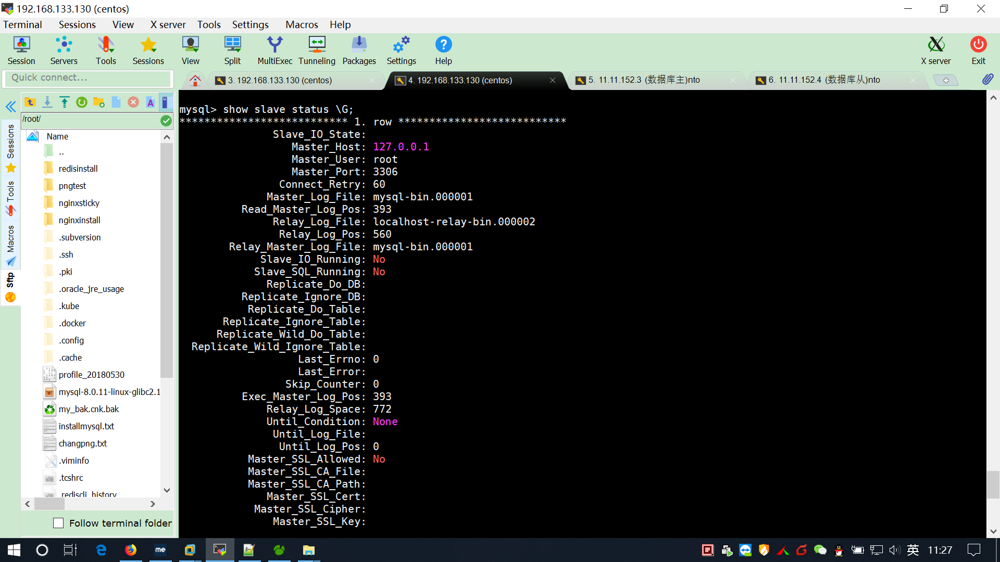 192.168.133.130 (centos)
Terminal Sessions View X server Tools Settings Macros Help
Session Servers Tools Sessions View Split MultiExec Tunneling Packages Settings Help X server Exit
Quick connect...
3. 192.168.133.130 (centos)
4. 192.168.133.130 (centos)
5. 11.11.152.3 (数据库主)nto
6. 11.11.152.4 (数据库从)nto
Sessions
Tools
Macros
Sftp
/root/
Name
..
redisinstall
pngtest
nginxsticky
nginxinstall
.subversion
.ssh
.pki
.oracle_jre_usage
.kube
.docker
.config
.cache
profile_20180530
mysql-8.0.11-linux-glibc2.1
my_bak.cnk.bak
installmysql.txt
changpng.txt
.viminfo
.tcshrc
.rediscli_history
Follow terminal folder
mysql> show slave status \G;
*************************** 1. row ***************************
Slave_IO_State:
Master_Host: 127.0.0.1
Master_User: root
Master_Port: 3306
Connect_Retry: 60
Master_Log_File: mysql-bin.000001
Read_Master_Log_Pos: 393
Relay_Log_File: localhost-relay-bin.000002
Relay_Log_Pos: 560
Relay_Master_Log_File: mysql-bin.000001
Slave_IO_Running: No
Slave_SQL_Running: No
Replicate_Do_DB:
Replicate_Ignore_DB:
Replicate_Do_Table:
Replicate_Ignore_Table:
Replicate_Wild_Do_Table:
Replicate_Wild_Ignore_Table:
Last_Errno: 0
Last_Error:
Skip_Counter: 0
Exec_Master_Log_Pos: 393
Relay_Log_Space: 772
Until_Condition: None
Until_Log_File:
Until_Log_Pos: 0
Master_SSL_Allowed: No
Master_SSL_CA_File:
Master_SSL_CA_Path:
Master_SSL_Cert:
Master_SSL_Cipher:
Master_SSL_Key:
me
英 11:27